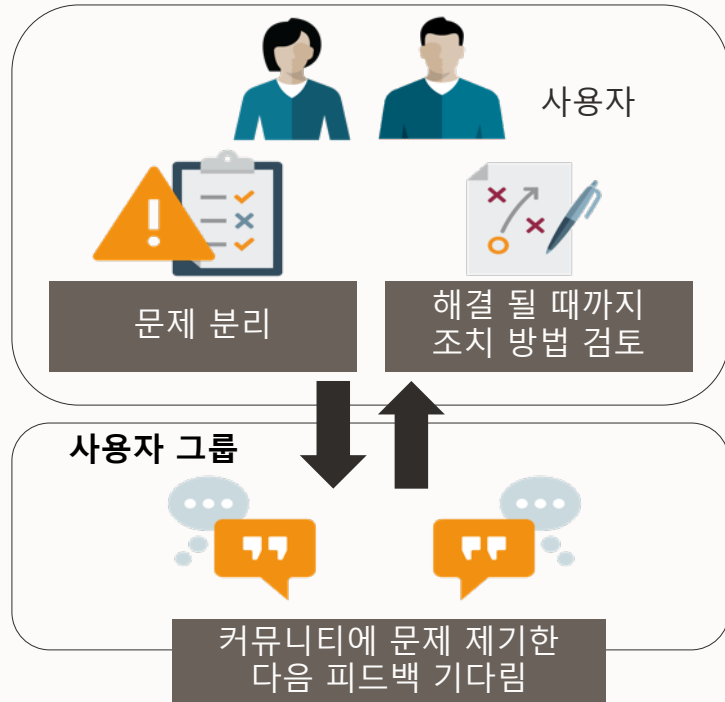 사용자
문제 분리
해결 될 때까지
조치 방법 검토
사용자 그룹
커뮤니티에 문제 제기한
다음 피드백 기다림